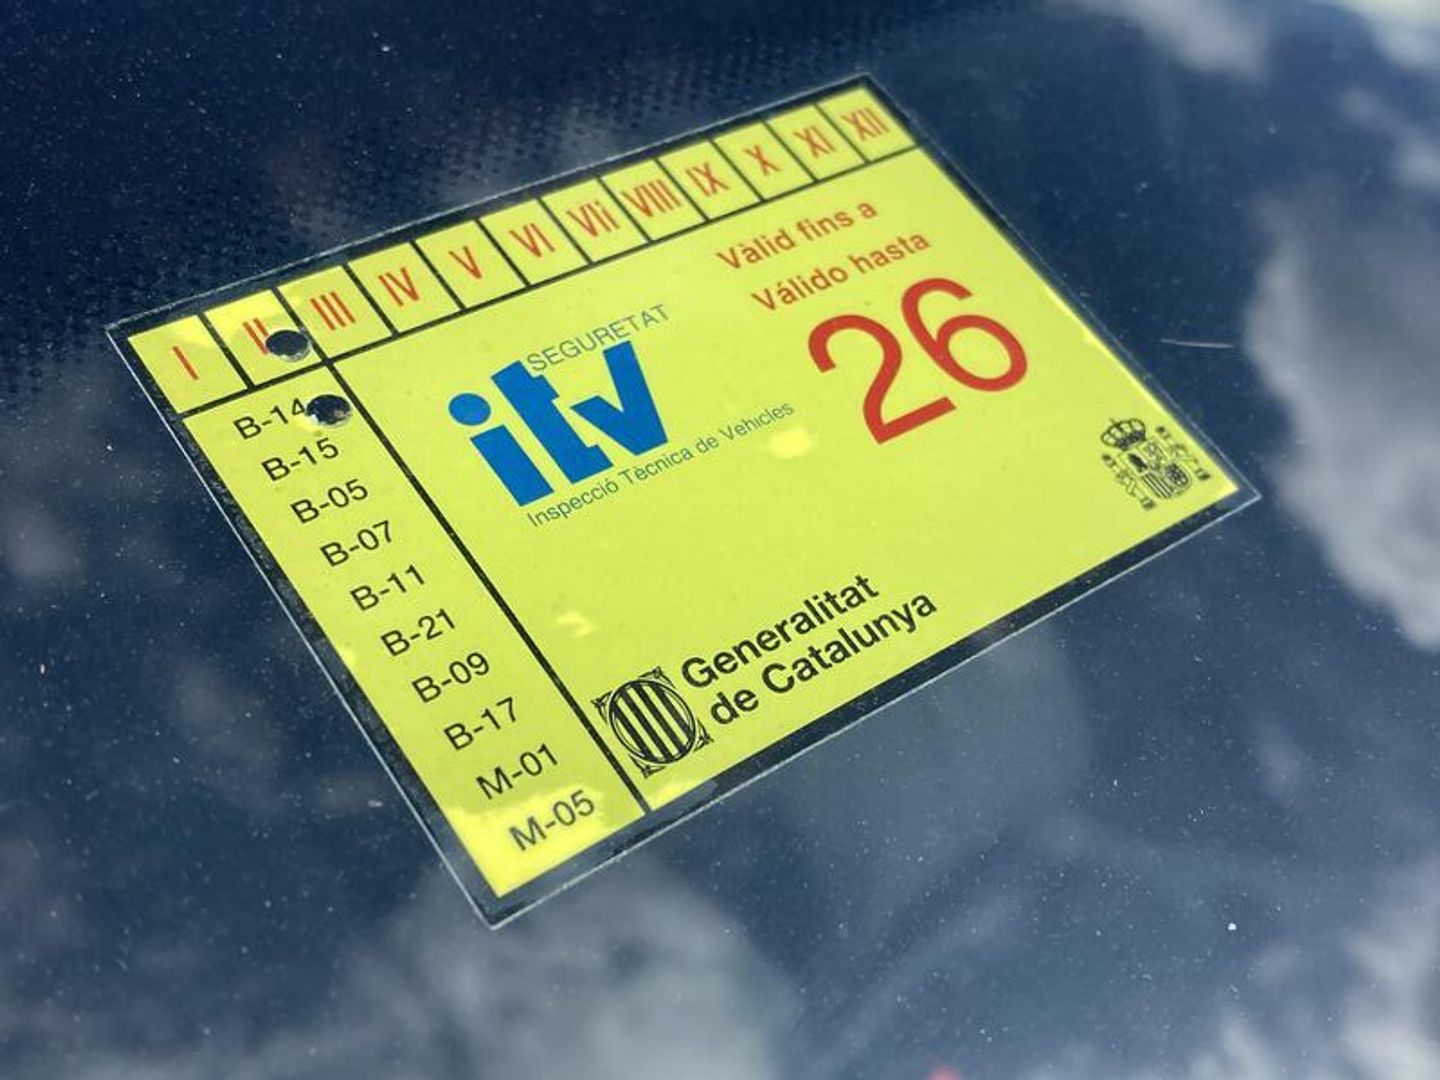 I II III IV V VI VII VIII IX X XI XII
Vàlid fins a
Válido hasta
26
SEGURETAT
itv
Inspecció Tècnica de Vehicles
B-14
B-15
B-05
B-07
B-11
B-21
B-09
B-17
M-01
M-05
Generalitat
de Catalunya